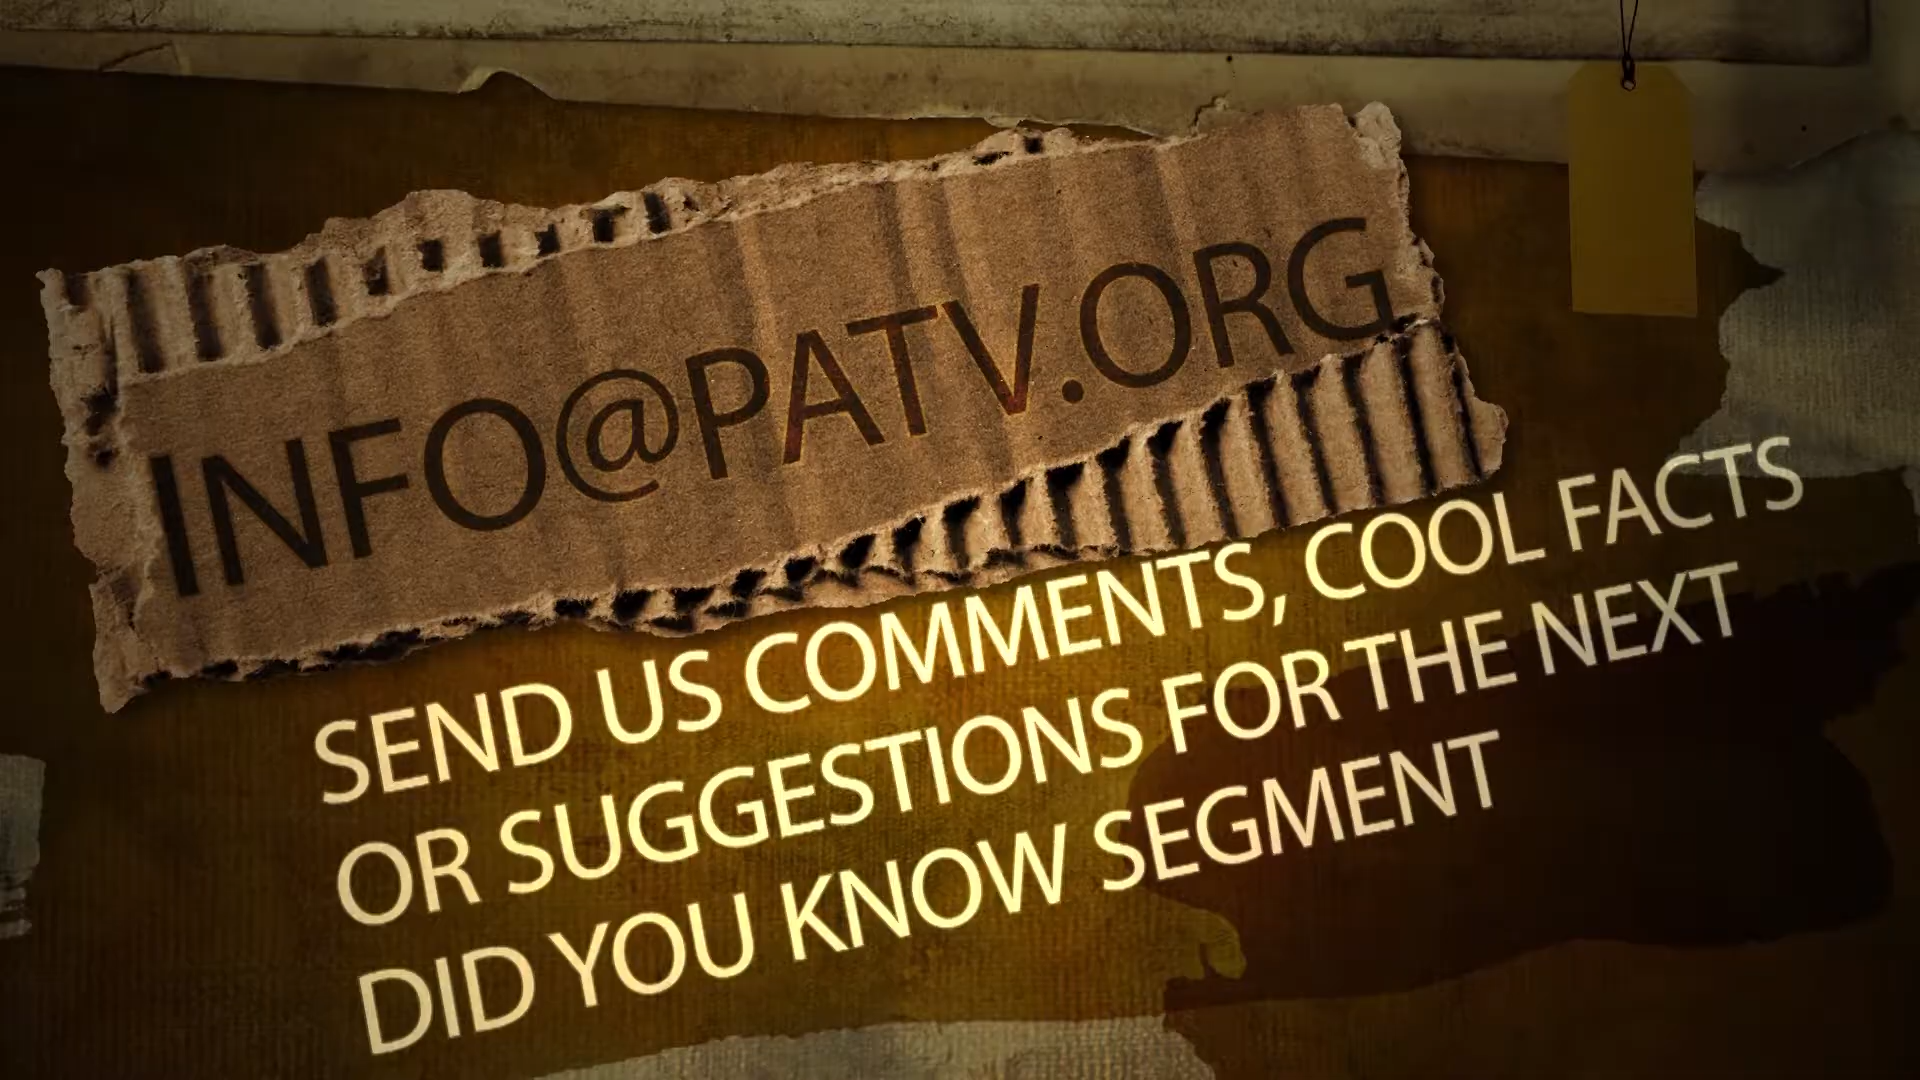 INFO@PATV.ORG
SEND US COMMENTS, COOL FACTS
OR SUGGESTIONS FOR THE NEXT
DID YOU KNOW SEGMENT